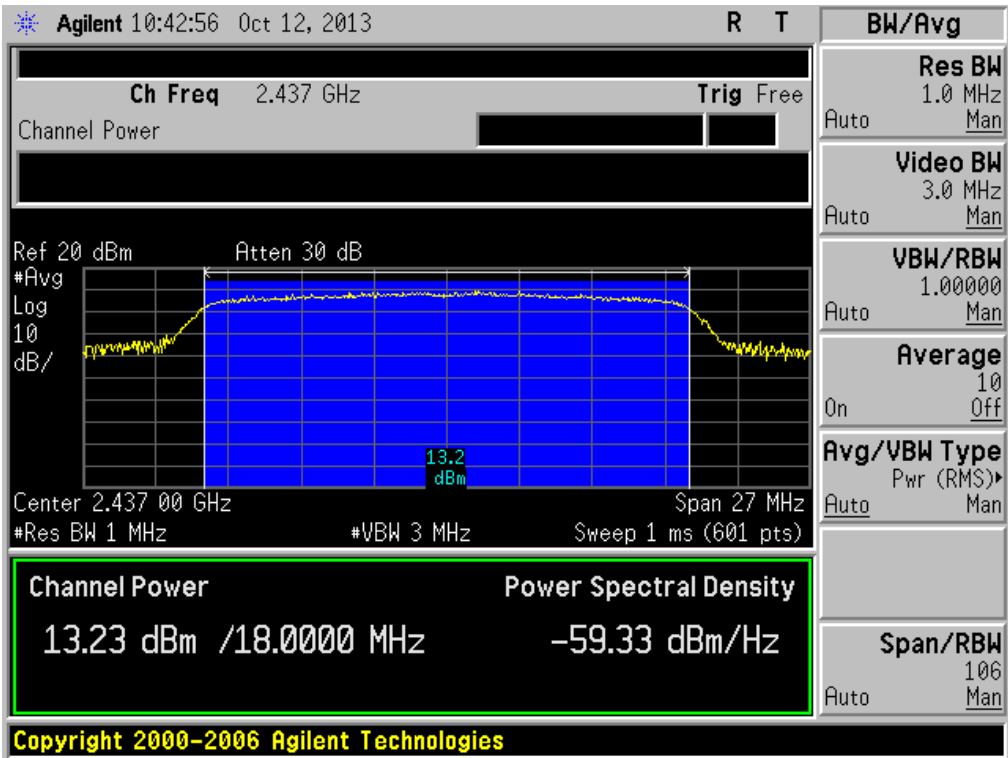 Agilent 10:42:56 Oct 12, 2013 R T
Ch Freq 2.437 GHz Trig Free
Channel Power
Ref 20 dBm Atten 30 dB
#Avg
Log
10
dB/
13.2
dBm
Center 2.437 00 GHz Span 27 MHz
#Res BW 1 MHz #VBW 3 MHz Sweep 1 ms (601 pts)
Channel Power Power Spectral Density
13.23 dBm /18.0000 MHz -59.33 dBm/Hz
Copyright 2000-2006 Agilent Technologies
BW/Avg
Res BW
1.0 MHz
Auto Man
Video BW
3.0 MHz
Auto Man
VBW/RBW
1.00000
Auto Man
Average
10
On Off
Avg/VBW Type
Pwr (RMS)▸
Auto Man
Span/RBW
106
Auto Man